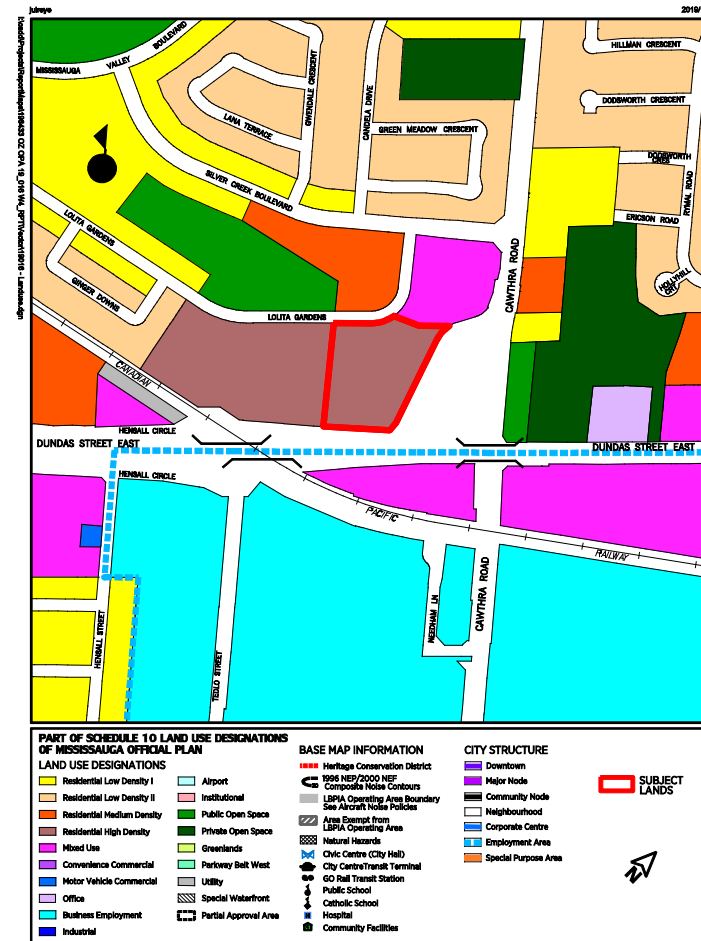 julreye
2019/
MISSISSAUGA
VALLEY
BOULEVARD
HILLMAN CRESCENT
DODSWORTH CRESCENT
GWENDALE CRESCENT
CANDELA DRIVE
LANA TERRACE
GREEN MEADOW CRESCENT
DODSWORTH
CRES
RYMAL ROAD
SILVER CREEK BOULEVARD
ERICSON ROAD
LOLITA GARDENS
CAWTHRA ROAD
HOLLYHILL
CRT
GINGER DOWNS
LOLITA GARDENS
CANADIAN
HENSALL CIRCLE
DUNDAS STREET EAST
DUNDAS STREET EAST
HENSALL CIRCLE
PACIFIC
RAILWAY
CAWTHRA ROAD
NEEDHAM LN
HENSALL STREET
TEDLO STREET
PART OF SCHEDULE 10 LAND USE DESIGNATIONS
OF MISSISSAUGA OFFICIAL PLAN
LAND USE DESIGNATIONS
Residential Low Density I
Residential Low Density II
Residential Medium Density
Residential High Density
Mixed Use
Convenience Commercial
Motor Vehicle Commercial
Office
Business Employment
Industrial
Airport
Institutional
Public Open Space
Private Open Space
Greenlands
Parkway Belt West
Utility
Special Waterfront
Partial Approval Area
BASE MAP INFORMATION
Heritage Conservation District
1996 NEP/2000 NEF
Composite Noise Contours
LBPIA Operating Area Boundary
See Aircraft Noise Policies
Area Exempt from
LBPIA Operating Area
Natural Hazards
Civic Centre (City Hall)
City CentreTransit Terminal
GO Rail Transit Station
Public School
Catholic School
Hospital
Community Facilities
CITY STRUCTURE
Downtown
Major Node
Community Node
Neighbourhood
Corporate Centre
Employment Area
Special Purpose Area
SUBJECT
LANDS